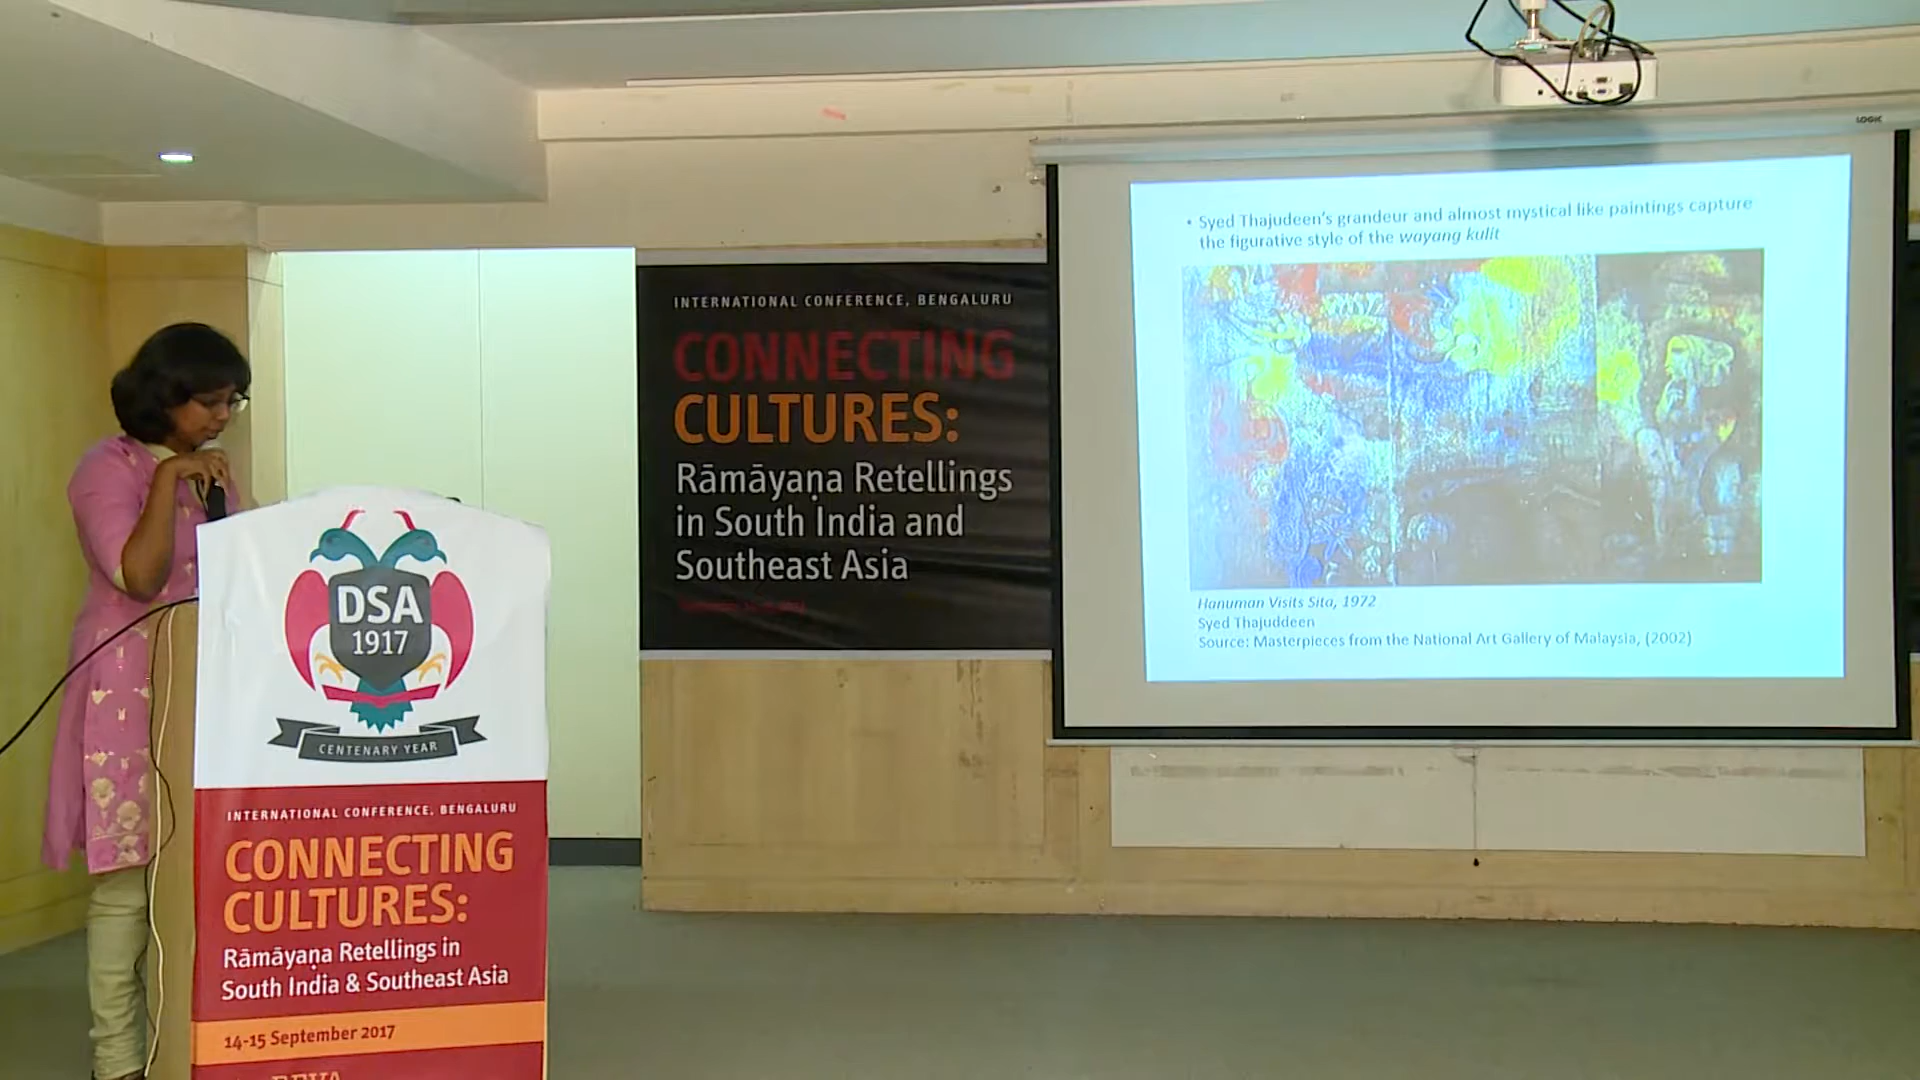 LOGIC
• Syed Thajudeen's grandeur and almost mystical like paintings capture
the figurative style of the wayang kulit
Hanuman Visits Sita, 1972
Syed Thajuddeen
Source: Masterpieces from the National Art Gallery of Malaysia, (2002)
INTERNATIONAL CONFERENCE, BENGALURU
CONNECTING
CULTURES:
Rāmāyaṇa Retellings
in South India and
Southeast Asia
DSA
1917
CENTENARY YEAR
INTERNATIONAL CONFERENCE, BENGALURU
CONNECTING
CULTURES:
Rāmāyaṇa Retellings in
South India & Southeast Asia
14-15 September 2017